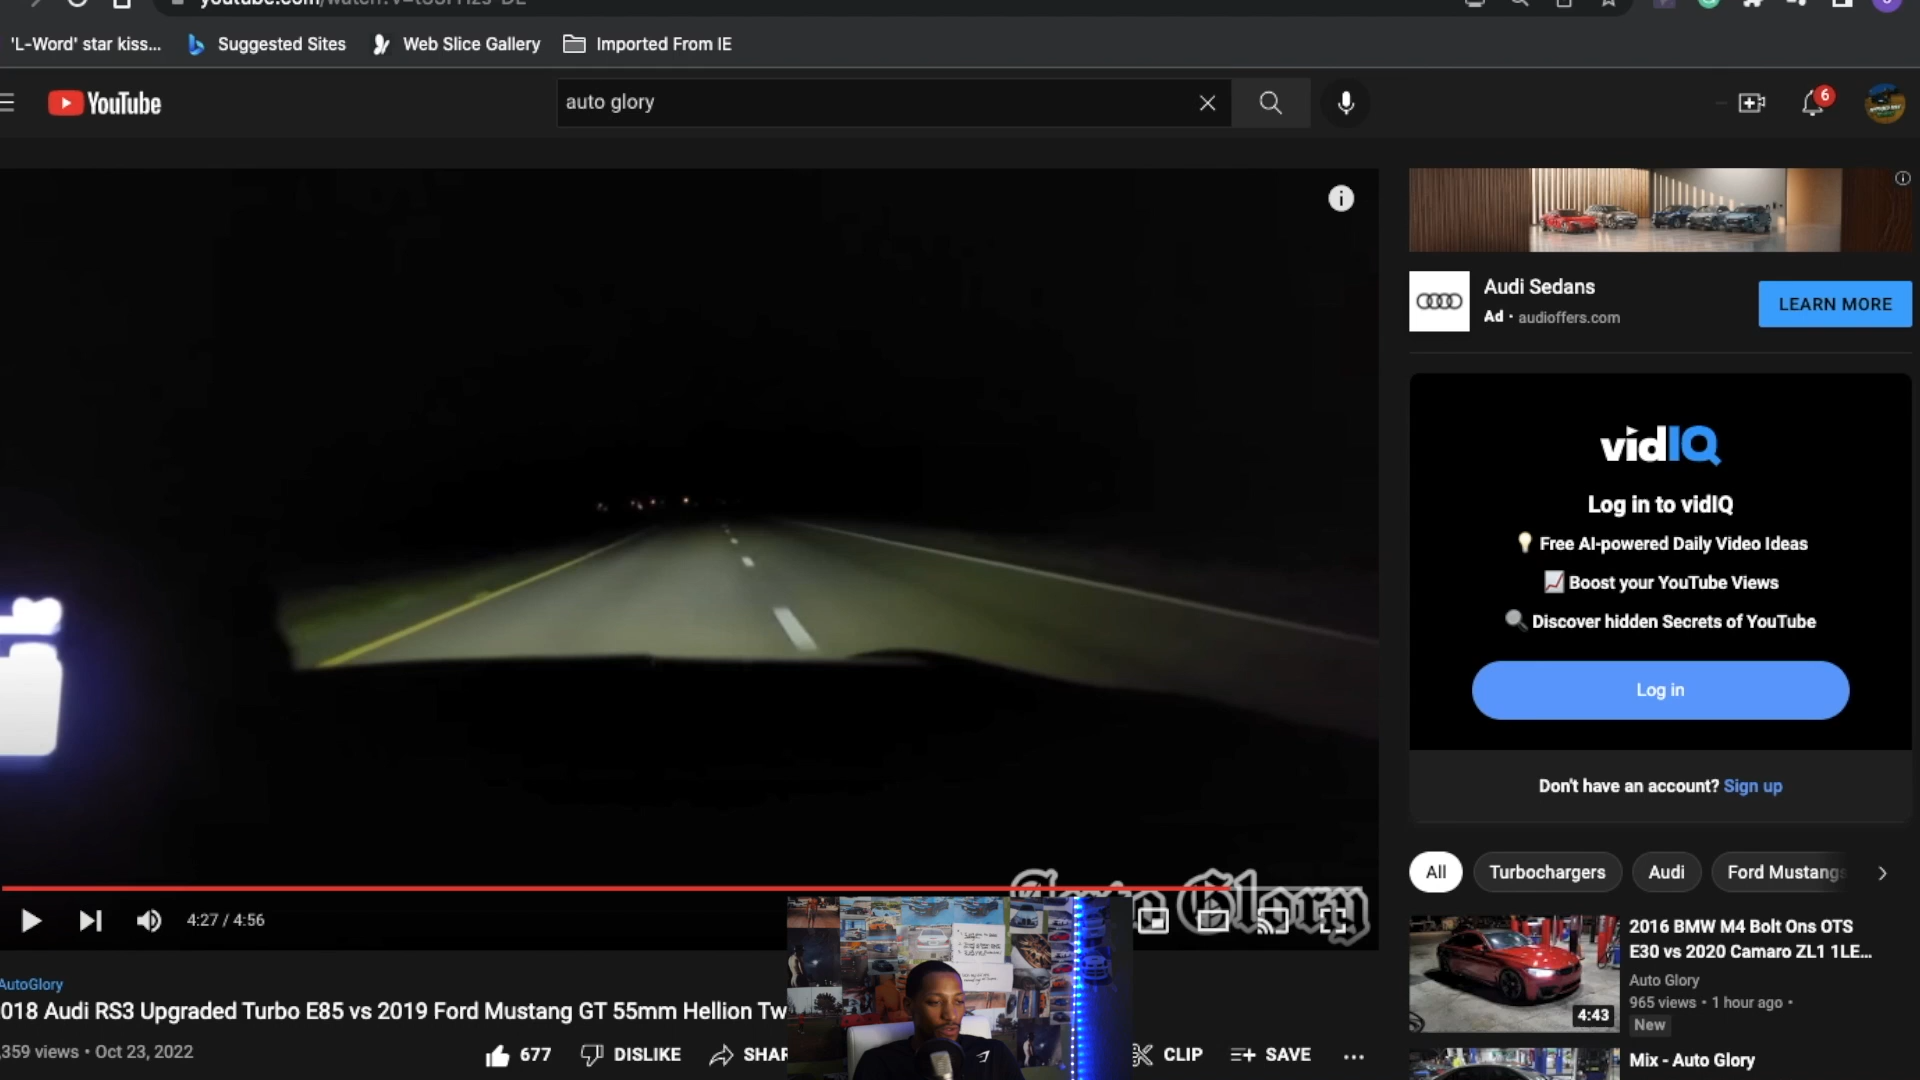 'L-Word' star kiss...
Suggested Sites
Web Slice Gallery
Imported From IE
YouTube
auto glory
6
Audi Sedans
Ad • audioffers.com
LEARN MORE
vidIQ
Log in to vidIQ
Free AI-powered Daily Video Ideas
Boost your YouTube Views
Discover hidden Secrets of YouTube
Log in
Don't have an account? Sign up
All
Turbochargers
Audi
Ford Mustangs
Auto Glory
4:27 / 4:56
AutoGlory
018 Audi RS3 Upgraded Turbo E85 vs 2019 Ford Mustang GT 55mm Hellion Tw
359 views • Oct 23, 2022
677
DISLIKE
SHAR
CLIP
SAVE
2016 BMW M4 Bolt Ons OTS
E30 vs 2020 Camaro ZL1 1LE...
Auto Glory
965 views • 1 hour ago •
New
4:43
Mix - Auto Glory